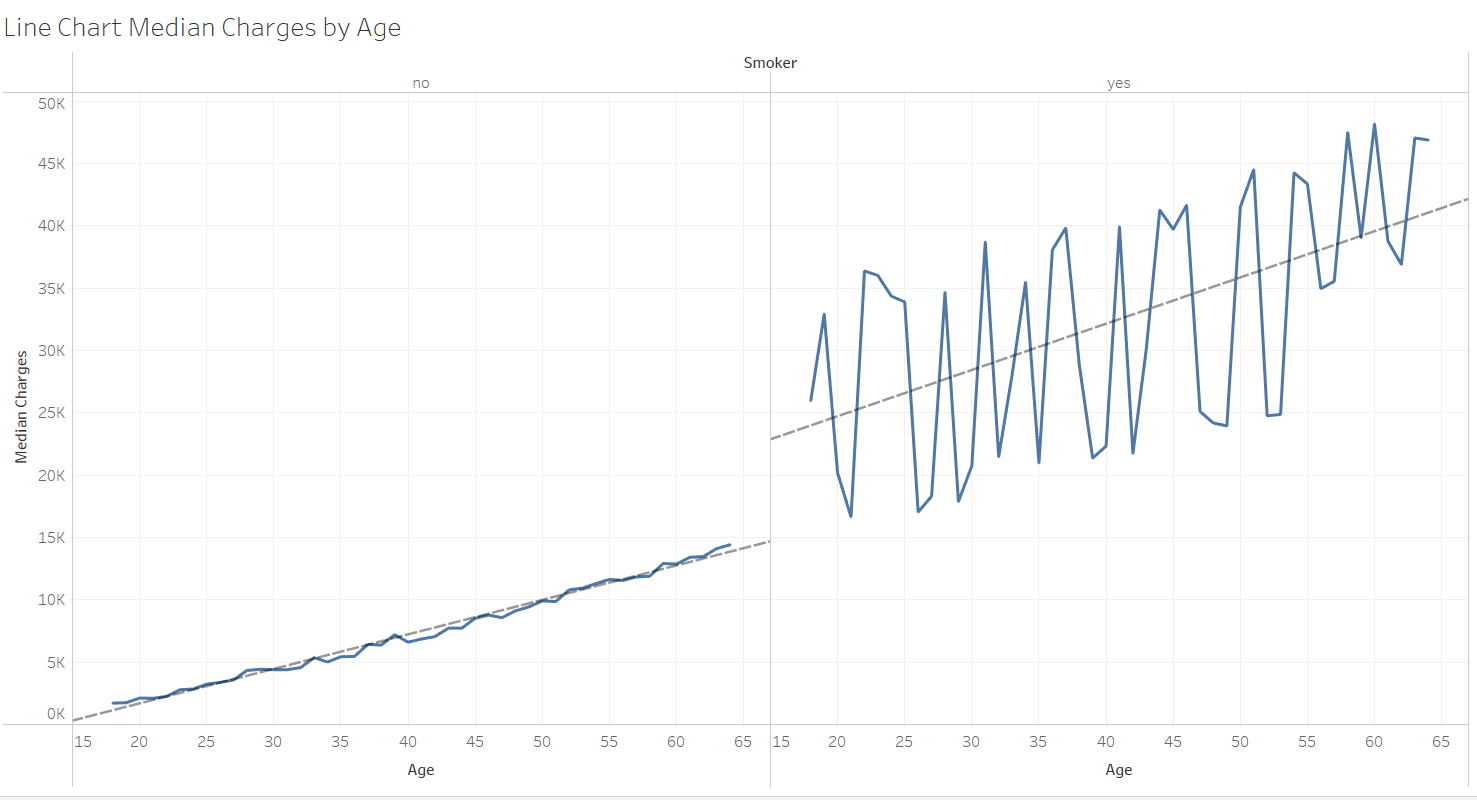 Line Chart Median Charges by Age
Smoker
no
yes
Median Charges
50K
45K
40K
35K
30K
25K
20K
15K
10K
5K
0K
15 20 25 30 35 40 45 50 55 60 65
15 20 25 30 35 40 45 50 55 60 65
Age
Age